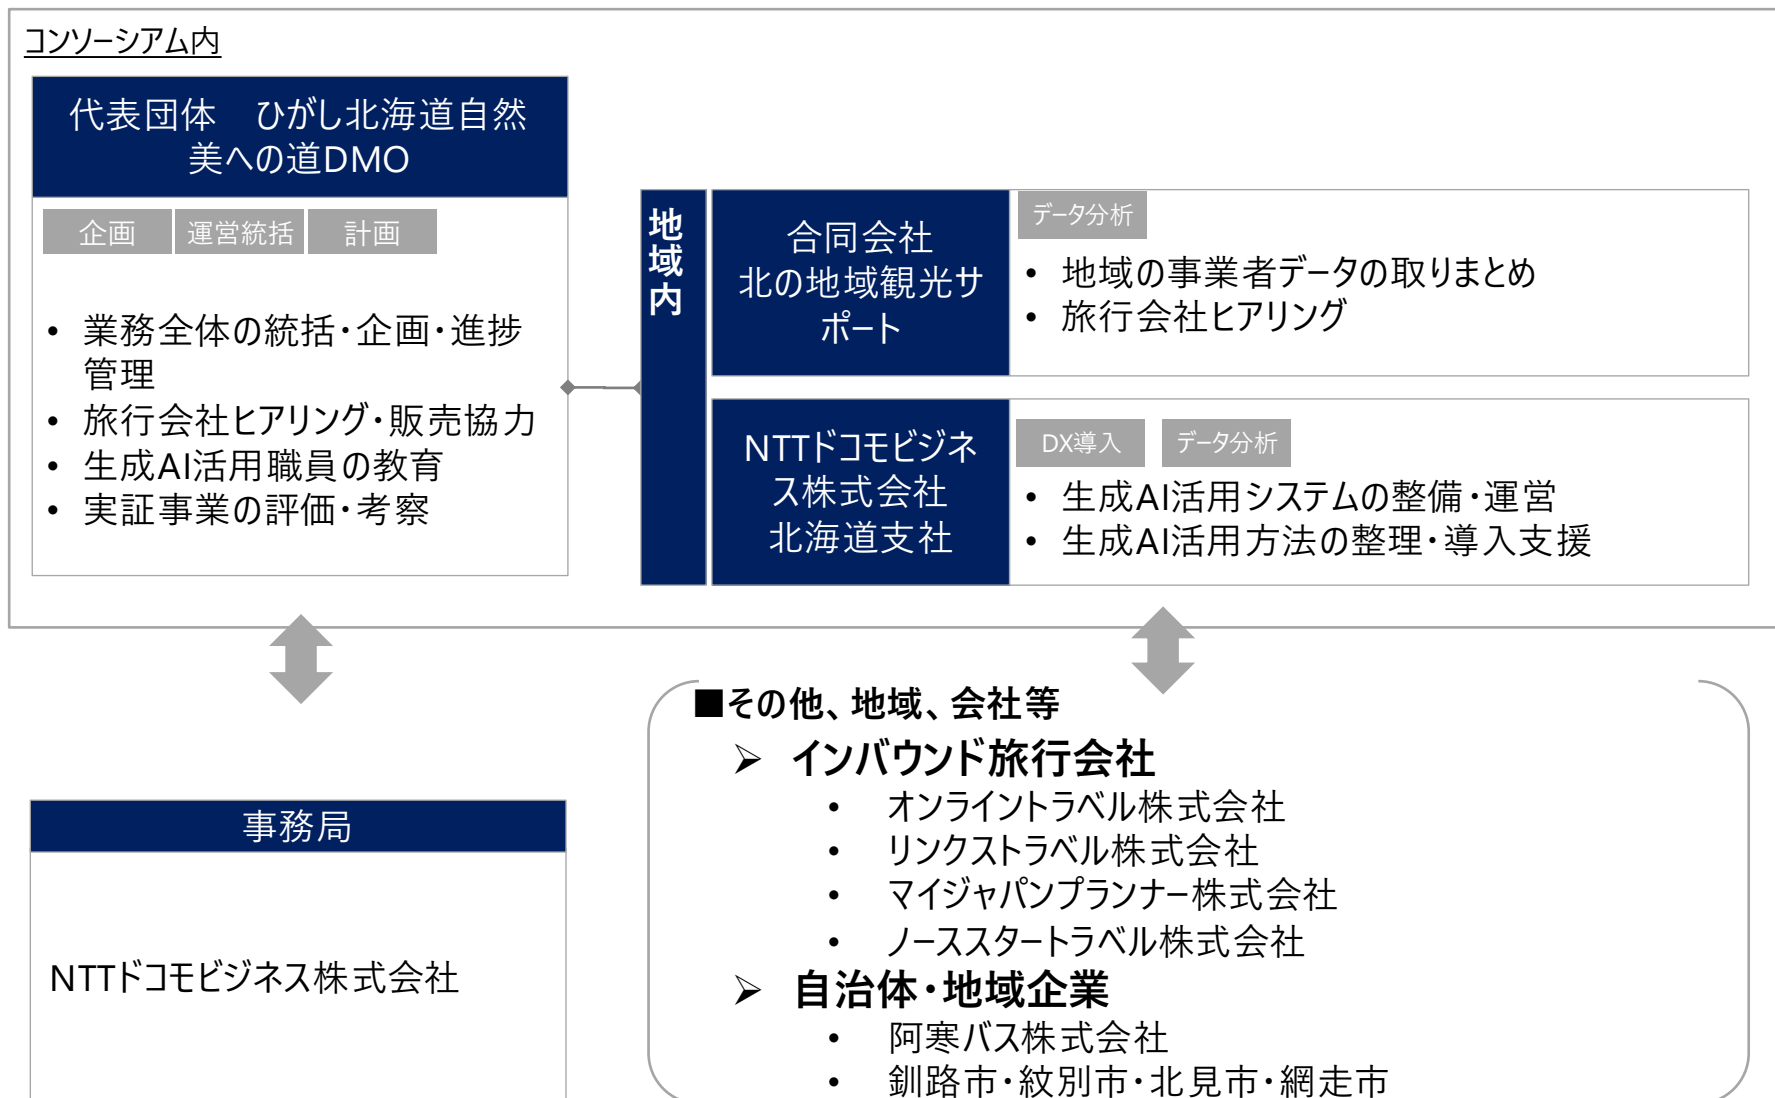 コンソーシアム内
代表団体　ひがし北海道自然
美への道DMO
企画
運営統括
計画
• 業務全体の統括・企画・進捗
管理
• 旅行会社ヒアリング・販売協力
• 生成AI活用職員の教育
• 実証事業の評価・考察
地域内
合同会社
北の地域観光サ
ポート
データ分析
• 地域の事業者データの取りまとめ
• 旅行会社ヒアリング
NTTドコモビジネ
ス株式会社
北海道支社
DX導入
データ分析
• 生成AI活用システムの整備・運営
• 生成AI活用方法の整理・導入支援
事務局
NTTドコモビジネス株式会社
■その他、地域、会社等
➢ インバウンド旅行会社
• オンライントラベル株式会社
• リンクストラベル株式会社
• マイジャパンプランナー株式会社
• ノーススタートラベル株式会社
➢ 自治体・地域企業
• 阿寒バス株式会社
• 釧路市・紋別市・北見市・網走市